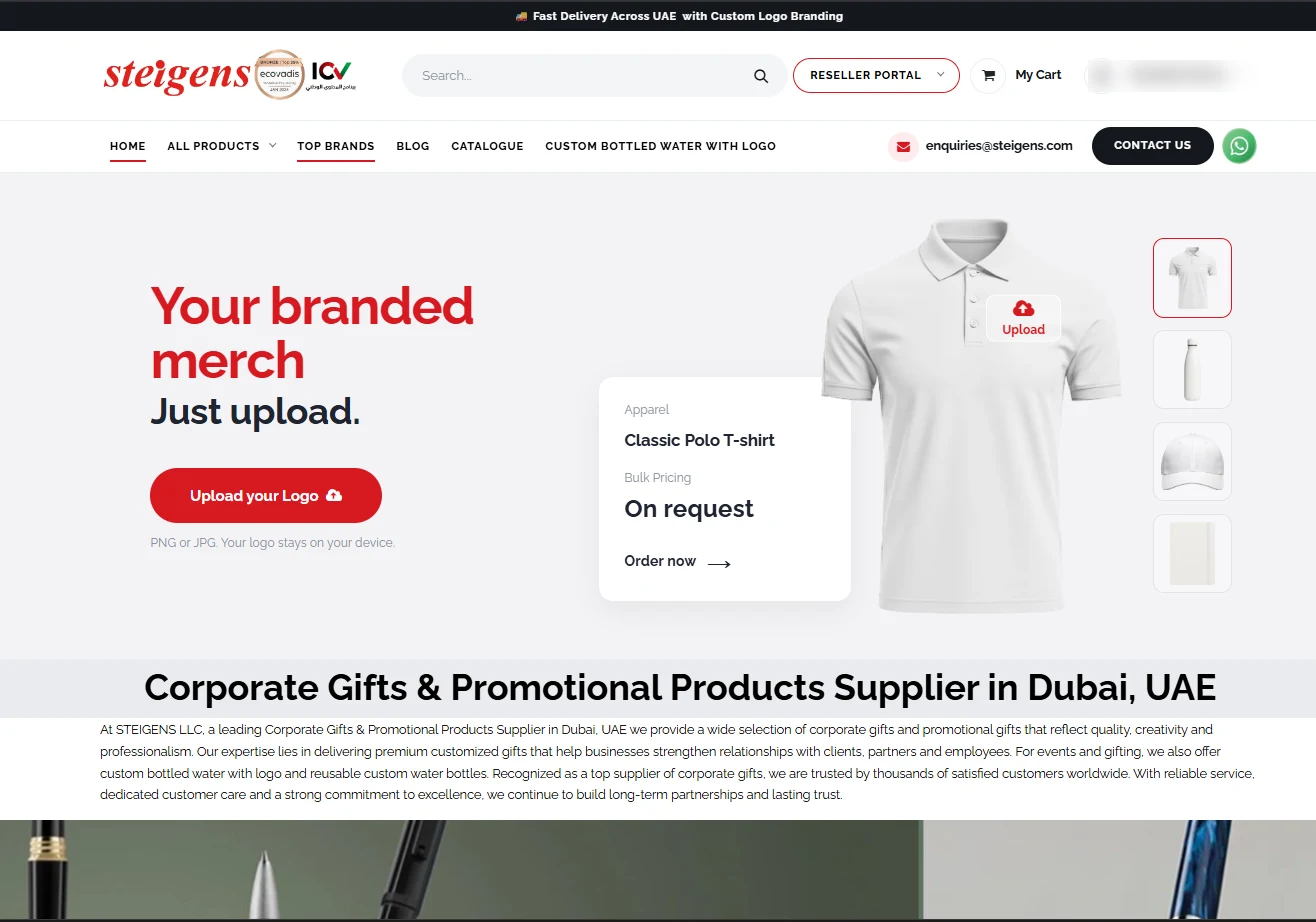 Fast Delivery Across UAE with Custom Logo Branding
steigens
ecovadis
ICV
برنامج المحتوى الوطني
Search...
RESELLER PORTAL
My Cart
HOME
ALL PRODUCTS
TOP BRANDS
BLOG
CATALOGUE
CUSTOM BOTTLED WATER WITH LOGO
enquiries@steigens.com
CONTACT US
Your branded
merch
Just upload.
Upload your Logo
PNG or JPG. Your logo stays on your device.
Upload
Apparel
Classic Polo T-shirt
Bulk Pricing
On request
Order now
Corporate Gifts & Promotional Products Supplier in Dubai, UAE
At STEIGENS LLC, a leading Corporate Gifts & Promotional Products Supplier in Dubai, UAE we provide a wide selection of corporate gifts and promotional gifts that reflect quality, creativity and
professionalism. Our expertise lies in delivering premium customized gifts that help businesses strengthen relationships with clients, partners and employees. For events and gifting, we also offer
custom bottled water with logo and reusable custom water bottles. Recognized as a top supplier of corporate gifts, we are trusted by thousands of satisfied customers worldwide. With reliable service,
dedicated customer care and a strong commitment to excellence, we continue to build long-term partnerships and lasting trust.